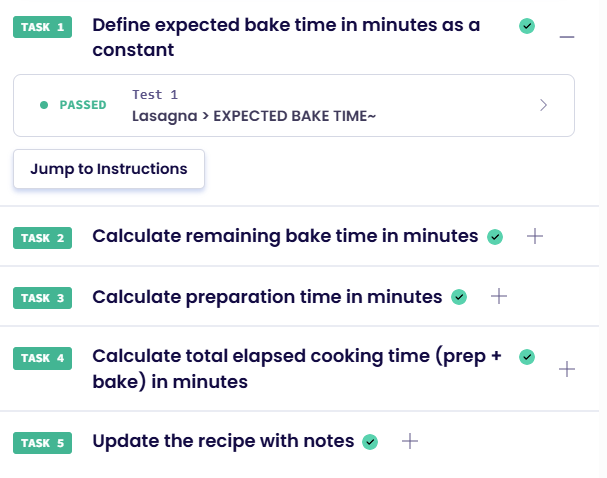 TASK 1 Define expected bake time in minutes as a
constant
Test 1
PASSED Lasagna > EXPECTED BAKE TIME~
Jump to Instructions
TASK 2 Calculate remaining bake time in minutes
TASK 3 Calculate preparation time in minutes
TASK 4 Calculate total elapsed cooking time (prep +
bake) in minutes
TASK 5 Update the recipe with notes